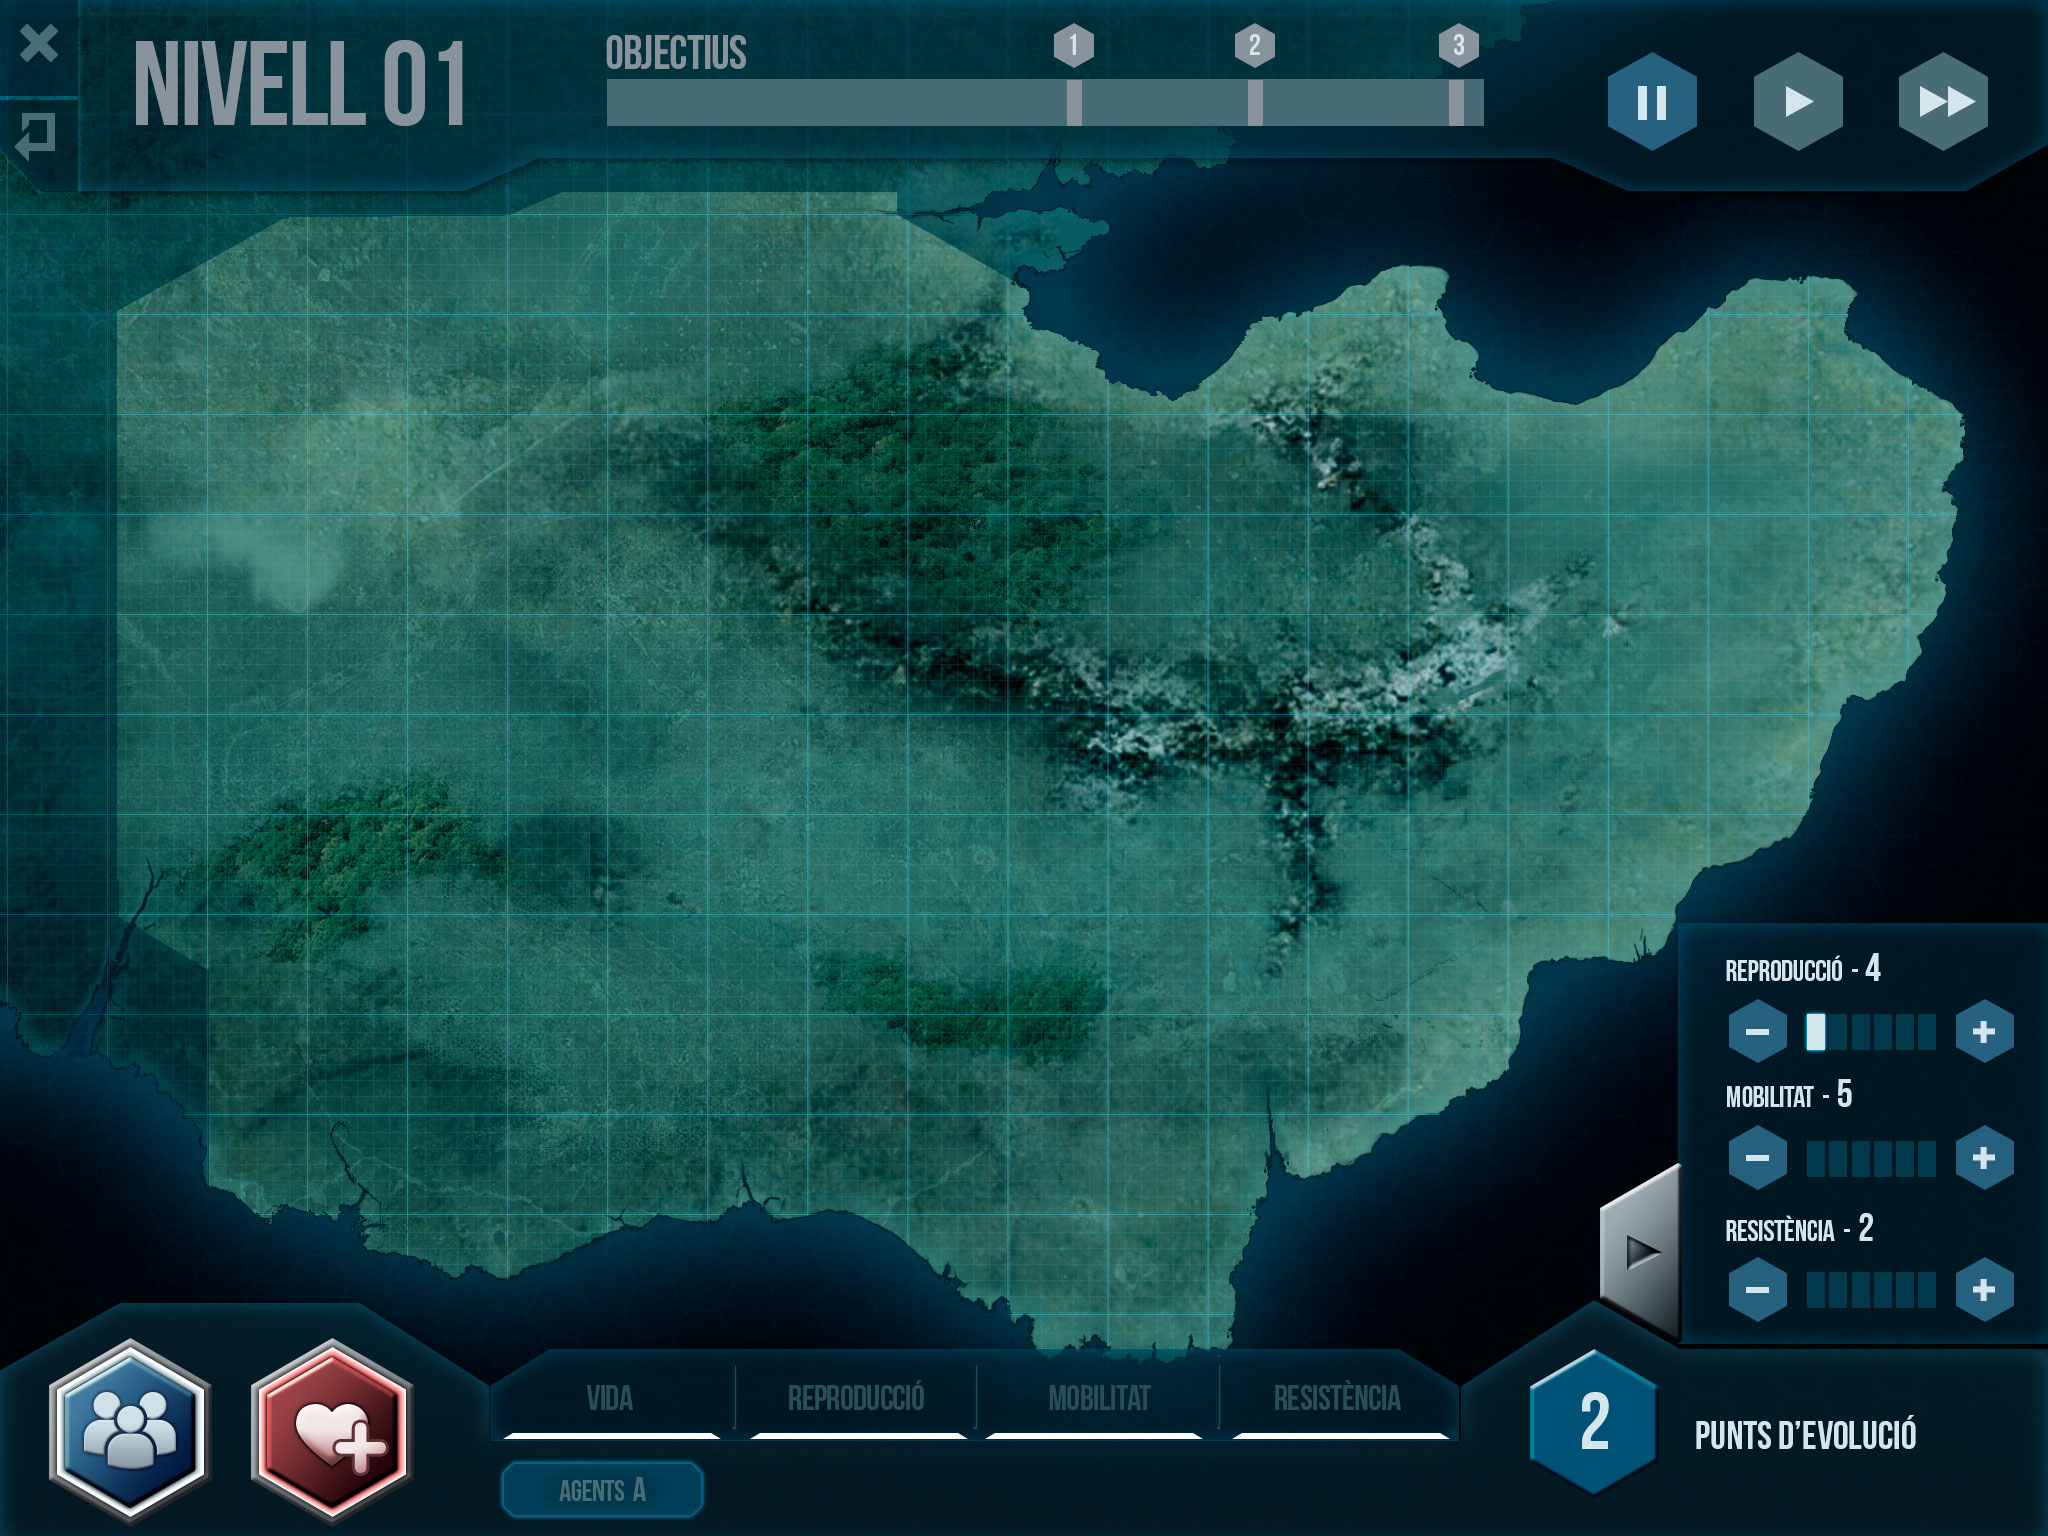 NIVELL 01
OBJECTIUS
1 2 3
REPRODUCCIÓ - 4
MOBILITAT - 5
RESISTÈNCIA - 2
VIDA
REPRODUCCIÓ
MOBILITAT
RESISTÈNCIA
AGENTS A
2
PUNTS D'EVOLUCIÓ